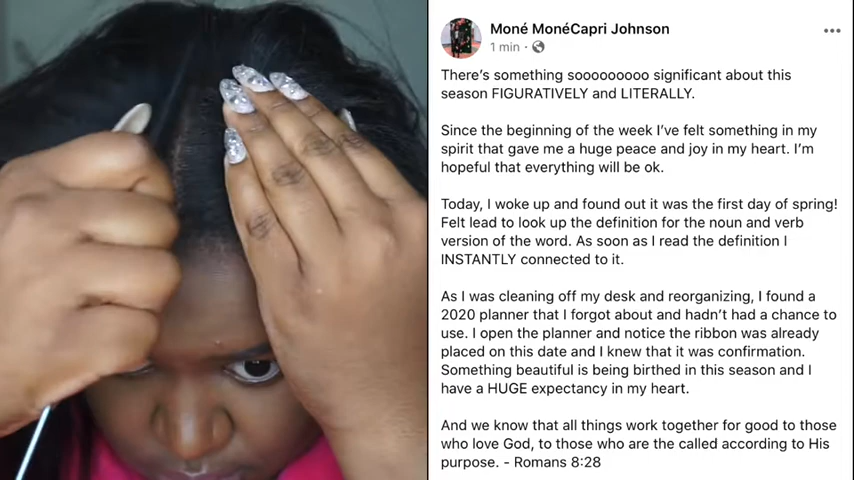 Moné MonéCapri Johnson
1 min ·
There's something sooooooooo significant about this
season FIGURATIVELY and LITERALLY.
Since the beginning of the week I've felt something in my
spirit that gave me a huge peace and joy in my heart. I'm
hopeful that everything will be ok.
Today, I woke up and found out it was the first day of spring!
Felt lead to look up the definition for the noun and verb
version of the word. As soon as I read the definition I
INSTANTLY connected to it.
As I was cleaning off my desk and reorganizing, I found a
2020 planner that I forgot about and hadn't had a chance to
use. I open the planner and notice the ribbon was already
placed on this date and I knew that it was confirmation.
Something beautiful is being birthed in this season and I
have a HUGE expectancy in my heart.
And we know that all things work together for good to those
who love God, to those who are the called according to His
purpose. - Romans 8:28